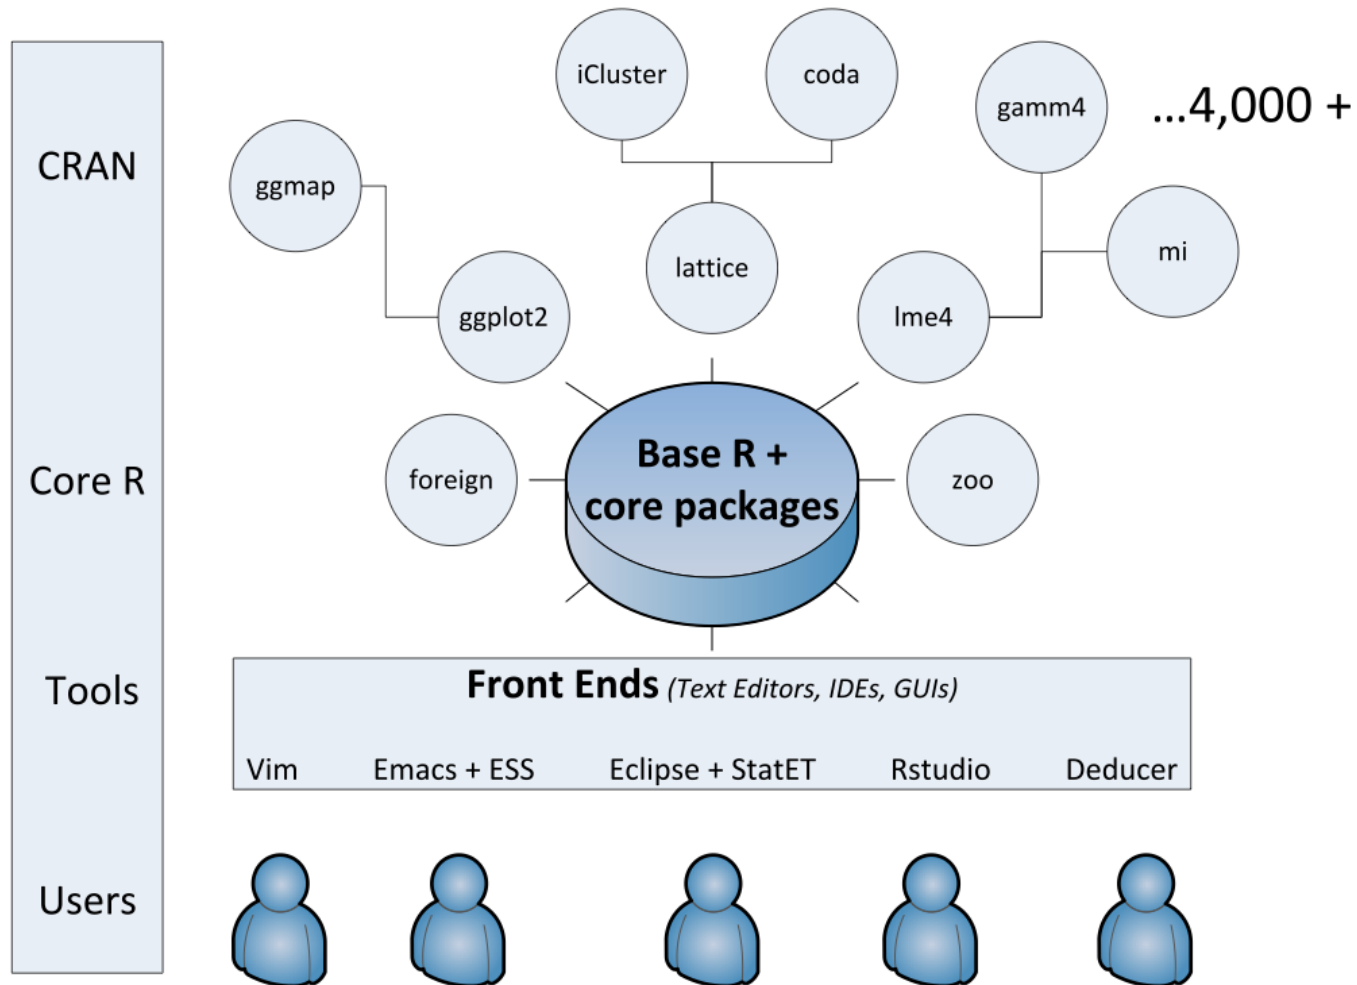 CRAN
iCluster
coda
gamm4
...4,000 +
ggmap
mi
lattice
ggplot2
lme4
Core R
foreign
Base R +
core packages
zoo
Tools
Front Ends (Text Editors, IDEs, GUIs)
Vim
Emacs + ESS
Eclipse + StatET
Rstudio
Deducer
Users